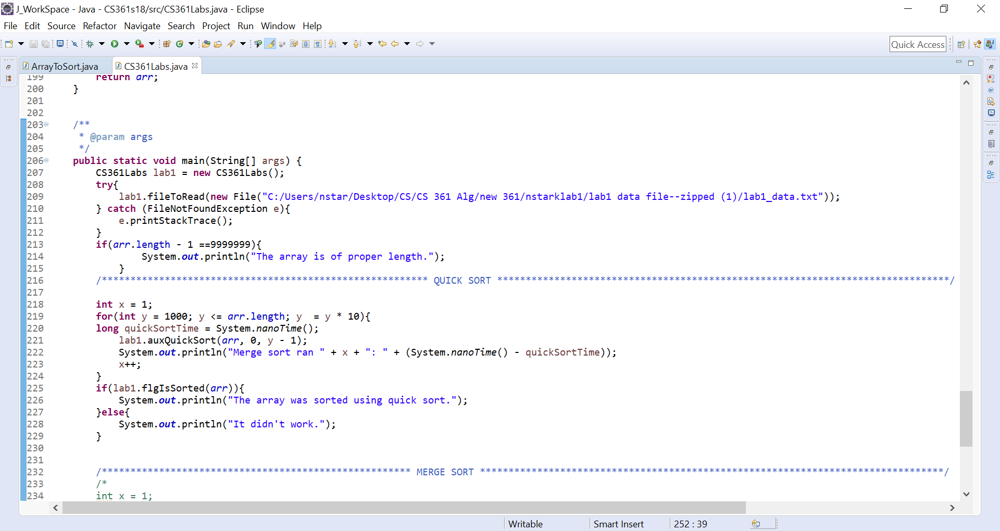 J_WorkSpace - Java - CS361s18/src/CS361Labs.java - Eclipse
File Edit Source Refactor Navigate Search Project Run Window Help
Quick Access
ArrayToSort.java CS361Labs.java
199 return arr;
200 }
201
202
203 /**
204 * @param args
205 */
206 public static void main(String[] args) {
207 CS361Labs lab1 = new CS361Labs();
208 try{
209 lab1.fileToRead(new File("C:/Users/nstar/Desktop/CS/CS 361 Alg/new 361/nstarklab1/lab1 data file--zipped (1)/lab1_data.txt"));
210 } catch (FileNotFoundException e){
211 e.printStackTrace();
212 }
213 if(arr.length - 1 ==9999999){
214 System.out.println("The array is of proper length.");
215 }
216 /********************************************************* QUICK SORT *******************************************************************************/
217
218 int x = 1;
219 for(int y = 1000; y <= arr.length; y  = y * 10){
220 long quickSortTime = System.nanoTime();
221 lab1.auxQuickSort(arr, 0, y - 1);
222 System.out.println("Merge sort ran " + x + ": " + (System.nanoTime() - quickSortTime));
223 x++;
224 }
225 if(lab1.flgIsSorted(arr)){
226 System.out.println("The array was sorted using quick sort.");
227 }else{
228 System.out.println("It didn't work.");
229 }
230
231
232 /****************************************************** MERGE SORT *********************************************************************************/
233 /*
234 int x = 1;
Writable Smart Insert 252 : 39